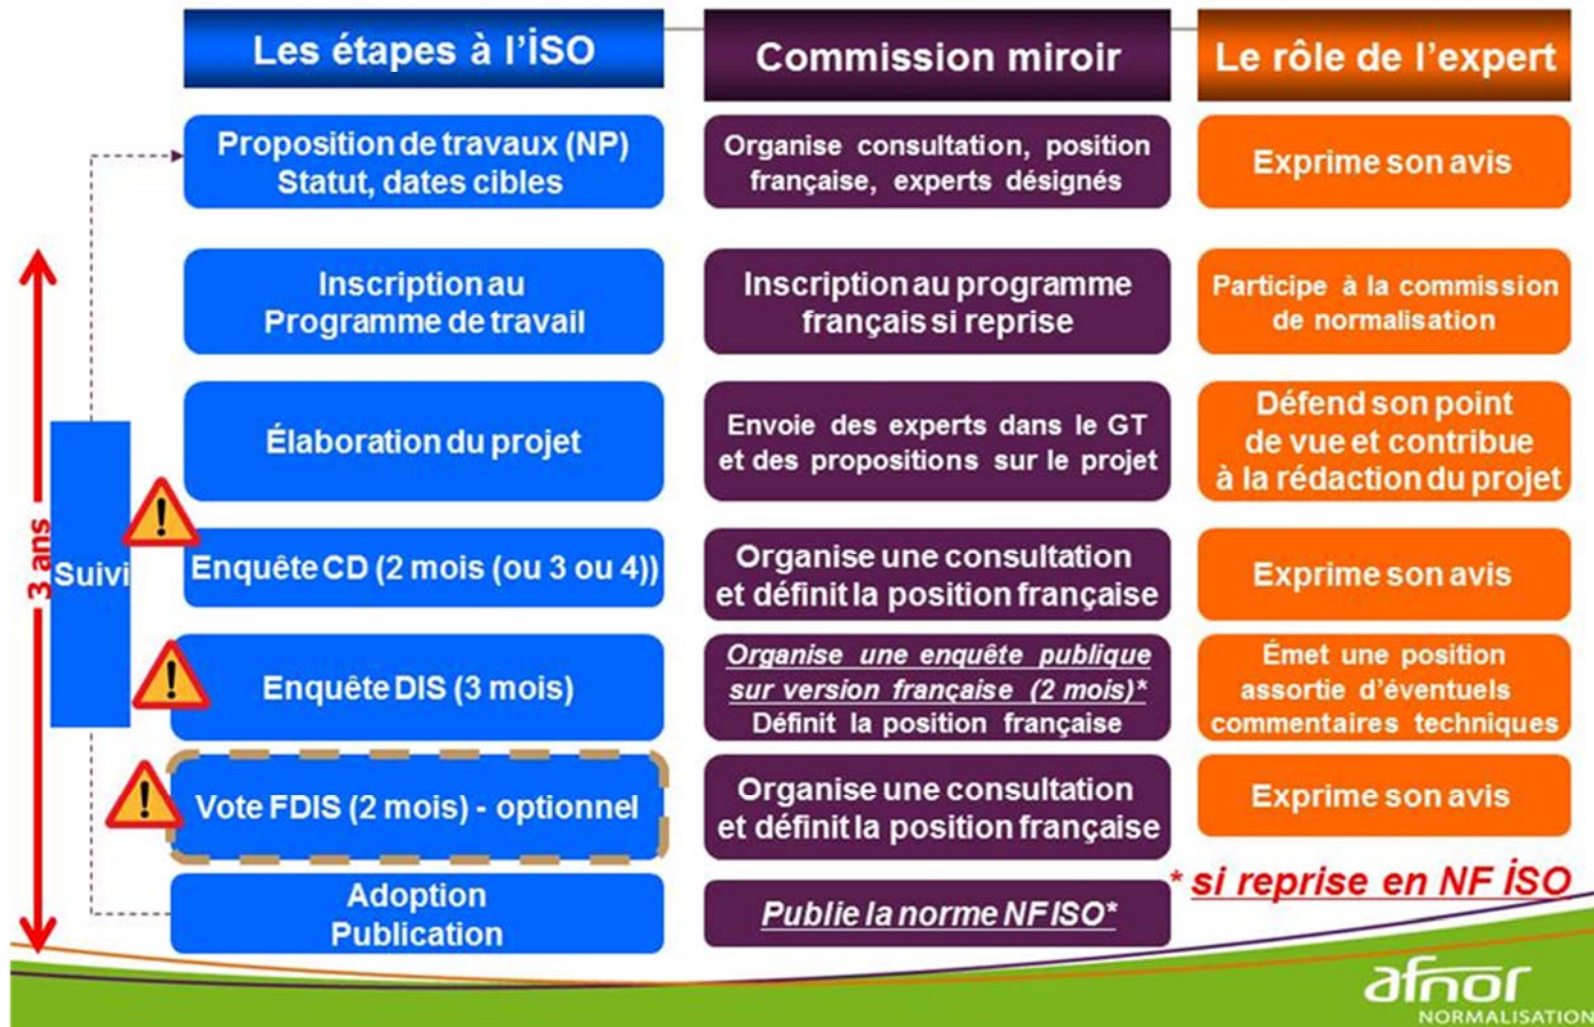 Les étapes à l'İSO
Commission miroir
Le rôle de l'expert
Proposition de travaux (NP)
Statut, dates cibles
Organise consultation, position
française, experts désignés
Exprime son avis
Inscription au
Programme de travail
Inscription au programme
français si reprise
Participe à la commission
de normalisation
Élaboration du projet
Envoie des experts dans le GT
et des propositions sur le projet
Défend son point
de vue et contribue
à la rédaction du projet
3 ans
Suivi
!
Enquête CD (2 mois (ou 3 ou 4))
Organise une consultation
et définit la position française
Exprime son avis
!
Enquête DIS (3 mois)
Organise une enquête publique
sur version française (2 mois)*
Définit la position française
Émet une position
assortie d'éventuels
commentaires techniques
!
Vote FDIS (2 mois) - optionnel
Organise une consultation
et définit la position française
Exprime son avis
Adoption
Publication
Publie la norme NF ISO*
* si reprise en NF İSO
afnor
NORMALISATION